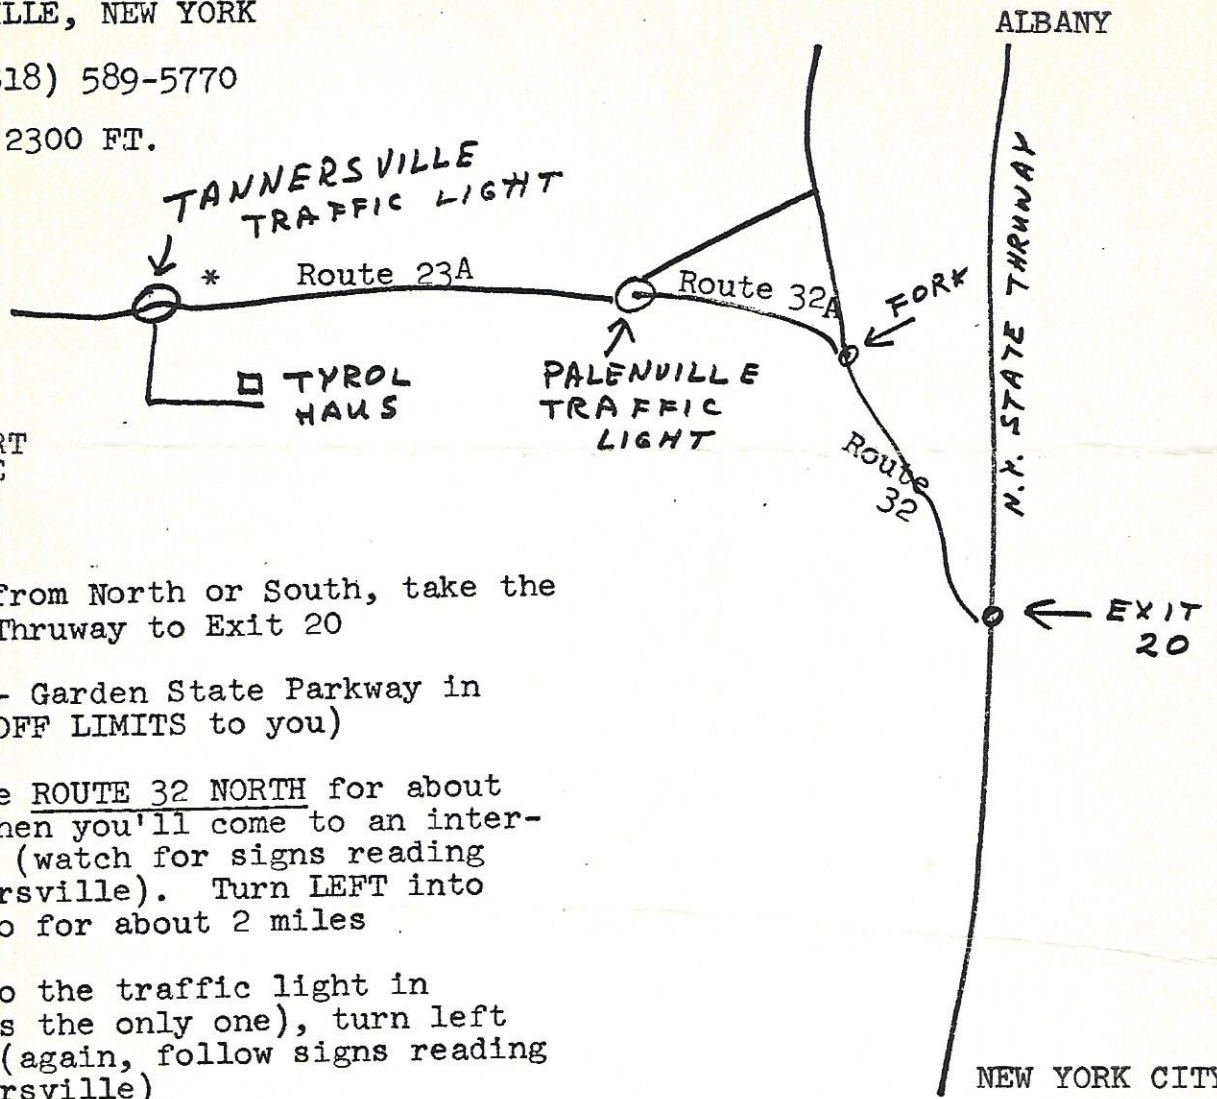 ILLE, NEW YORK
518) 589-5770
2300 FT.
ALBANY
TANNERSVILLE
TRAFFIC LIGHT
*
Route 23A
Route 32A
FORK
N.Y. STATE THRUWAY
TYROL
HAUS
PALENVILLE
TRAFFIC
LIGHT
Route
32
RT
EXIT
20
from North or South, take the
Thruway to Exit 20
- Garden State Parkway in
OFF LIMITS to you)
e ROUTE 32 NORTH for about
hen you'll come to an inter-
(watch for signs reading
rsville). Turn LEFT into
o for about 2 miles
o the traffic light in
s the only one), turn left
(again, follow signs reading
rsville)
NEW YORK CITY